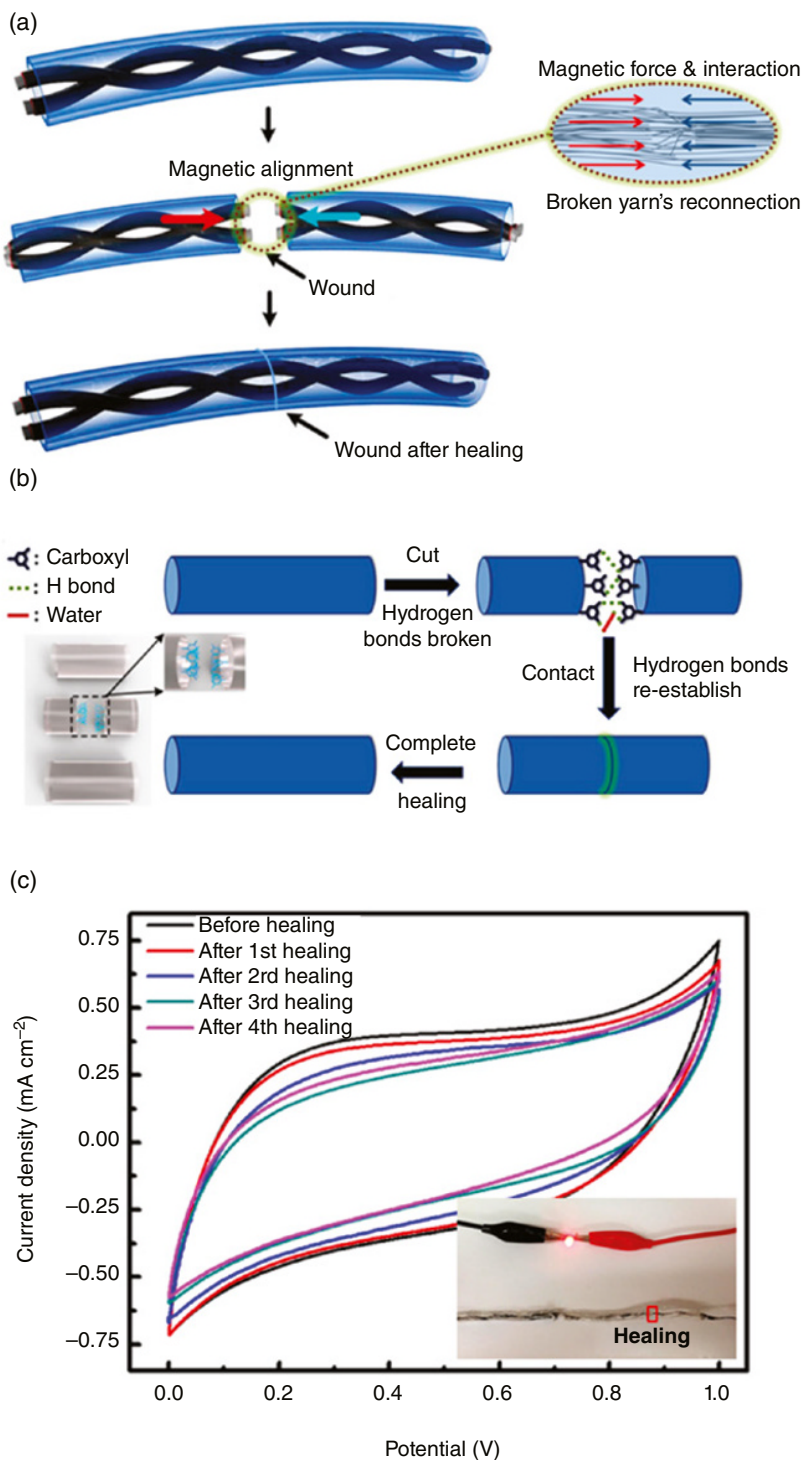 (a)
Magnetic force & interaction
Magnetic alignment
Broken yarn's reconnection
Wound
Wound after healing
(b)
: Carboxyl
: H bond
: Water
Cut
Hydrogen
bonds broken
Contact
Hydrogen bonds
re-establish
Complete
healing
(c)
Before healing
After 1st healing
After 2rd healing
After 3rd healing
After 4th healing
Current density (mA cm⁻²)
0.75
0.50
0.25
0.00
−0.25
−0.50
−0.75
Healing
0.0 0.2 0.4 0.6 0.8 1.0
Potential (V)